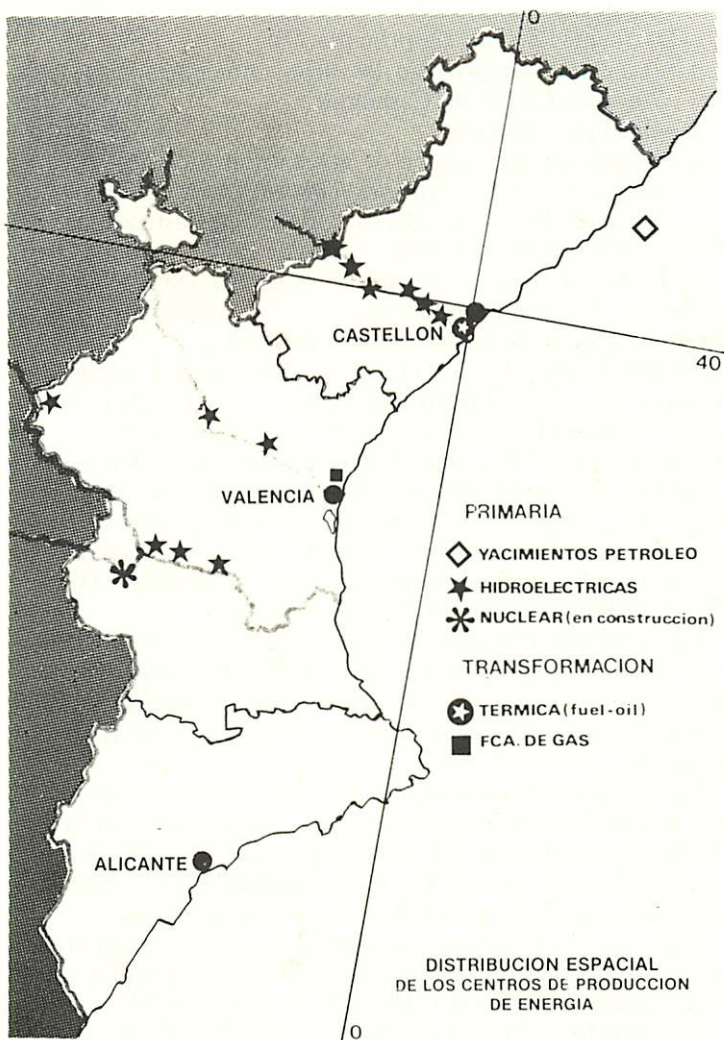 0
CASTELLON
40
VALENCIA
PRIMARIA
YACIMIENTOS PETROLEO
HIDROELECTRICAS
NUCLEAR (en construccion)
TRANSFORMACION
TERMICA (fuel-oil)
FCA. DE GAS
ALICANTE
DISTRIBUCION ESPACIAL
DE LOS CENTROS DE PRODUCCION
DE ENERGIA
0